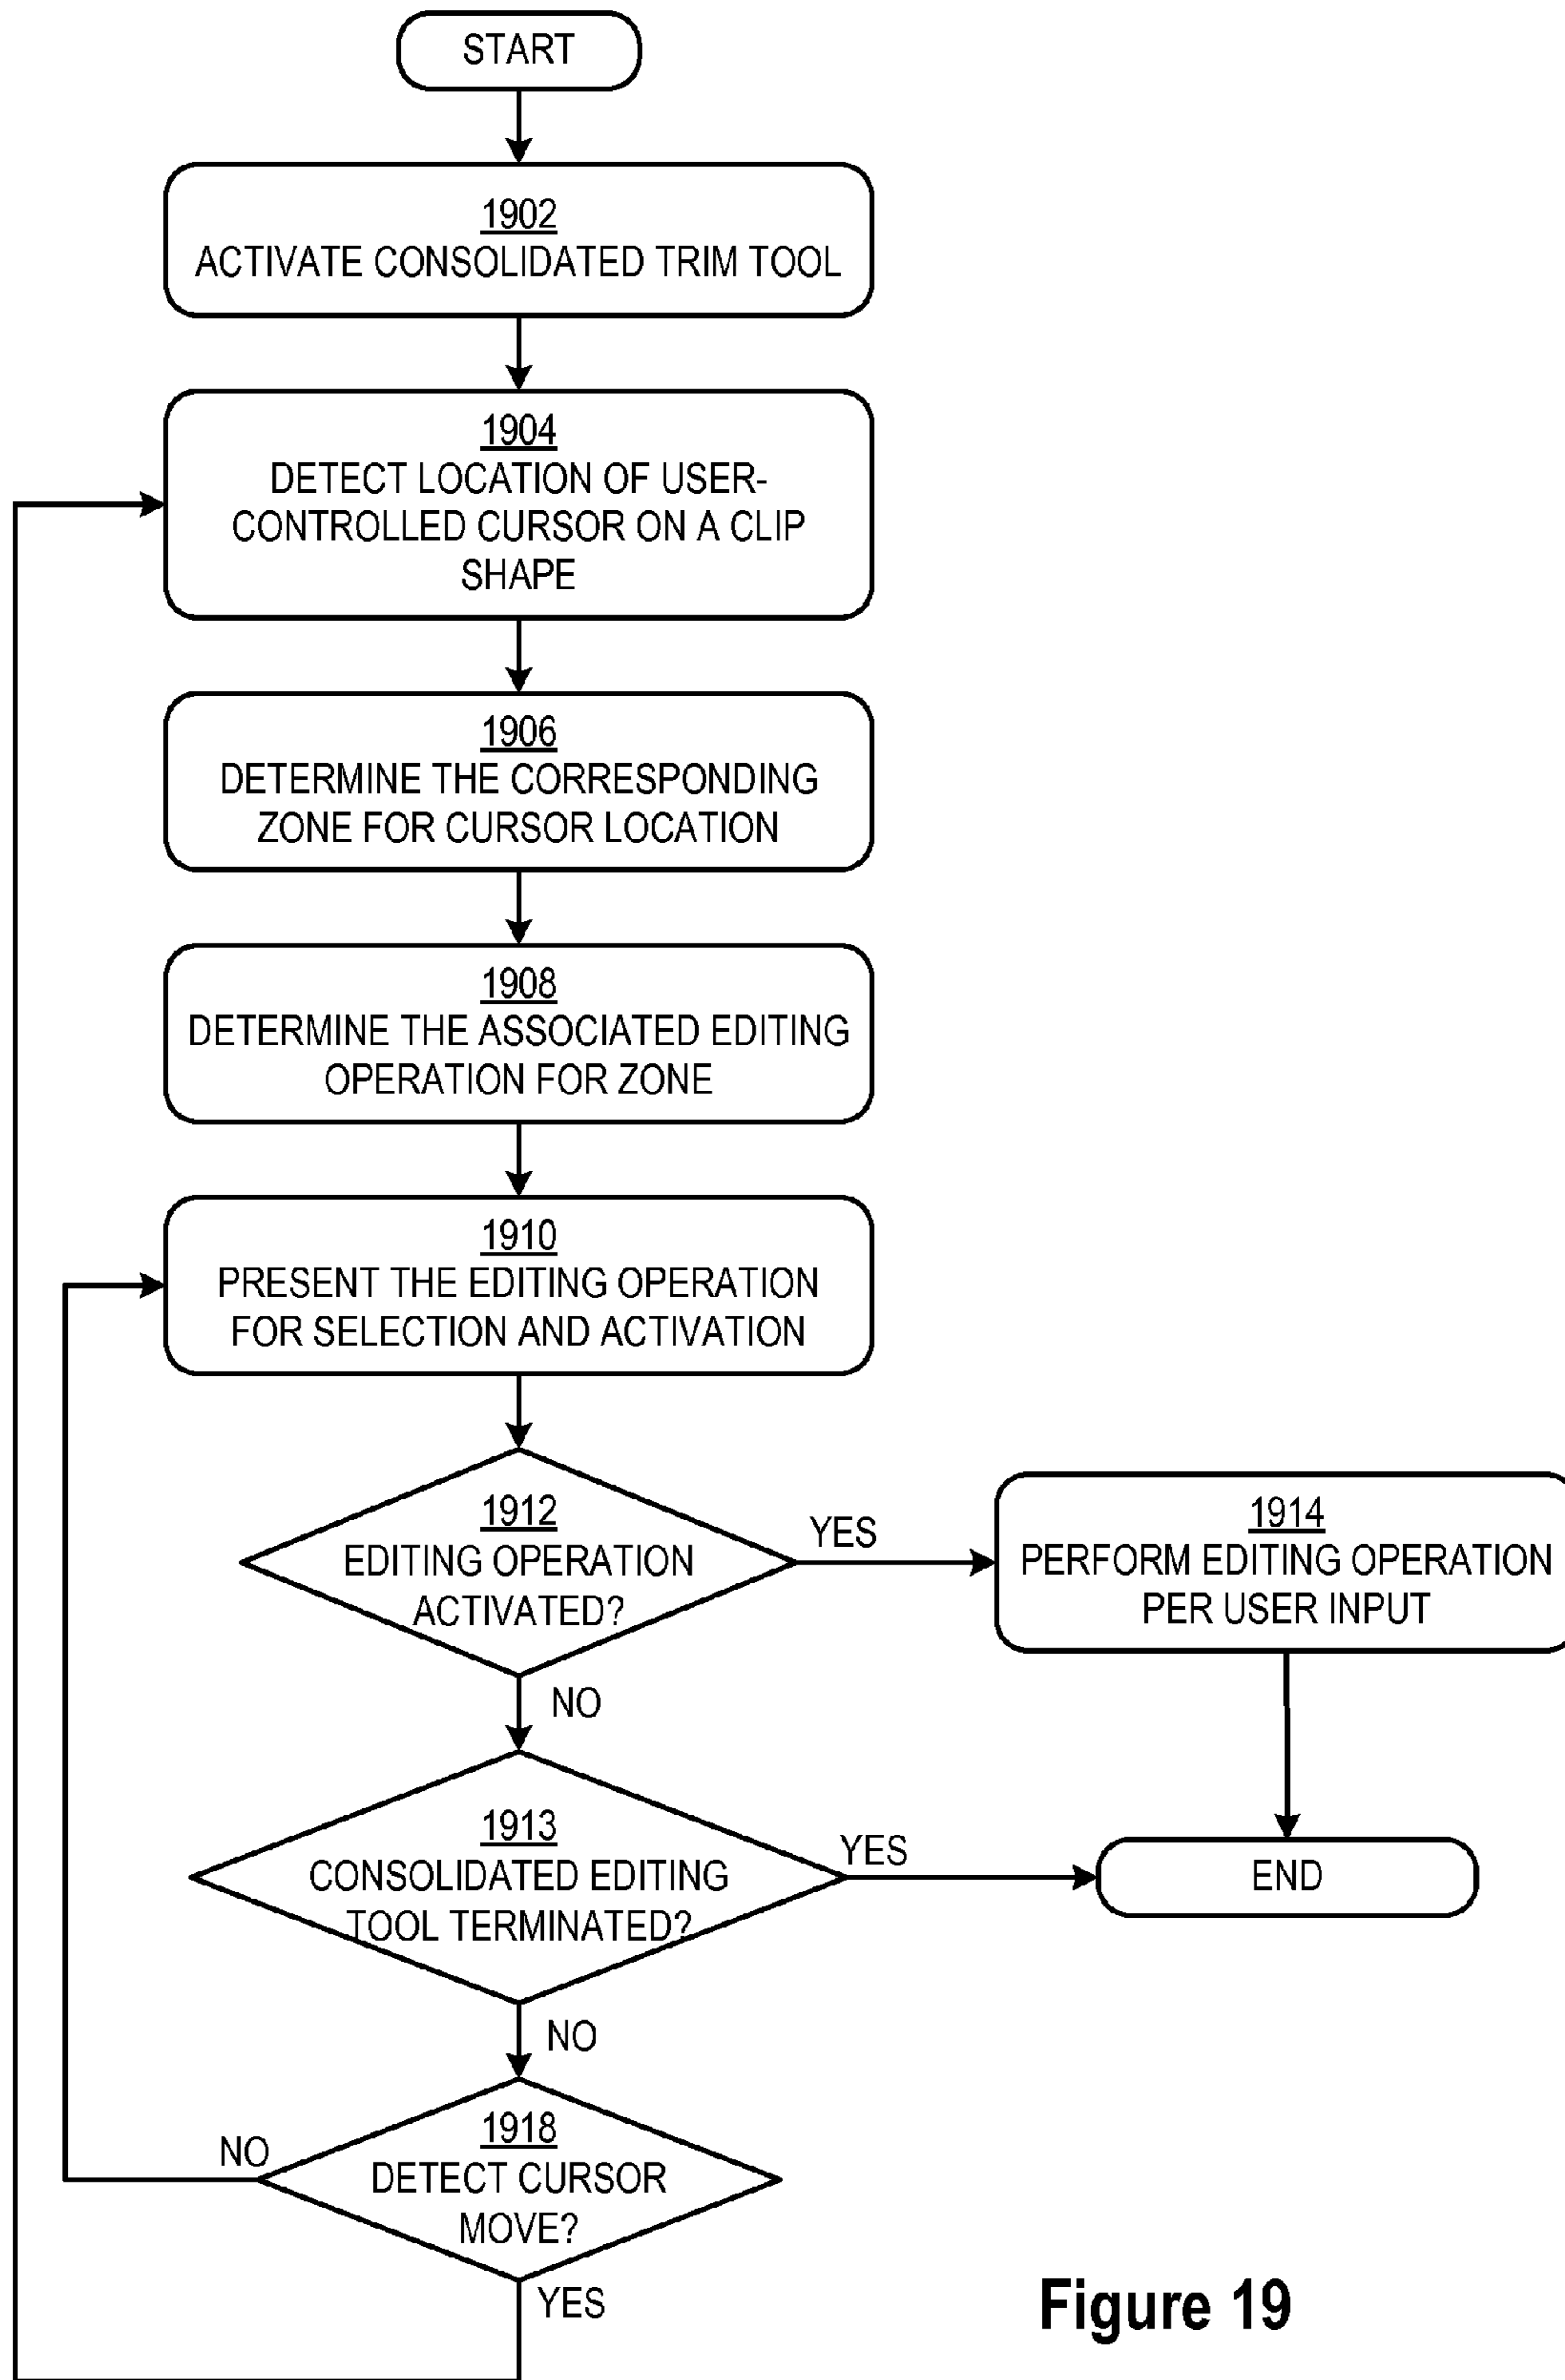 START
1902
ACTIVATE CONSOLIDATED TRIM TOOL
1904
DETECT LOCATION OF USER-
CONTROLLED CURSOR ON A CLIP
SHAPE
1906
DETERMINE THE CORRESPONDING
ZONE FOR CURSOR LOCATION
1908
DETERMINE THE ASSOCIATED EDITING
OPERATION FOR ZONE
1910
PRESENT THE EDITING OPERATION
FOR SELECTION AND ACTIVATION
1912
EDITING OPERATION
ACTIVATED?
YES
1914
PERFORM EDITING OPERATION
PER USER INPUT
NO
1913
CONSOLIDATED EDITING
TOOL TERMINATED?
YES
END
NO
1918
DETECT CURSOR
MOVE?
NO
YES
Figure 19